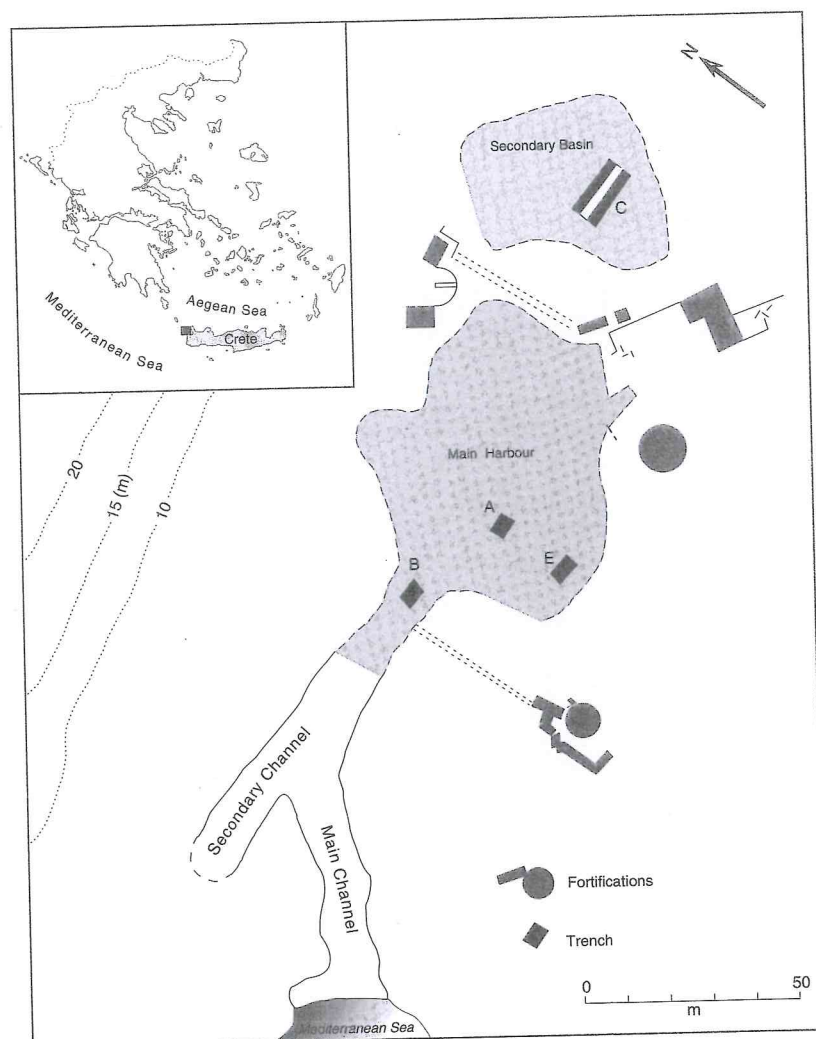 Aegean Sea
Mediterranean Sea
Crete
N
Secondary Basin
C
20
15 (m)
10
Main Harbour
A
E
B
Secondary Channel
Main Channel
Fortifications
Trench
0 50
m
Mediterranean Sea